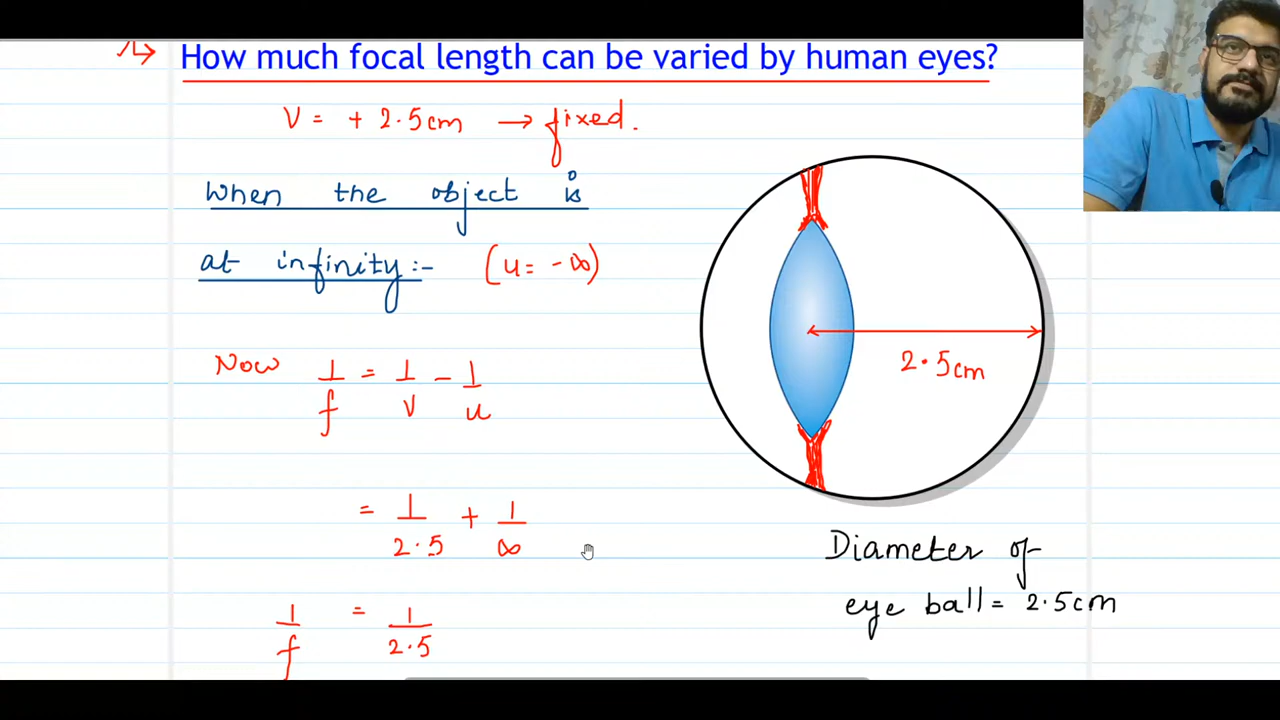 How much focal length can be varied by human eyes?
V = + 2.5cm → fixed.
When the object is
at infinity :- (u = - ∞)
Now 1/f = 1/v - 1/u
= 1/2.5 + 1/∞
1/f = 1/2.5
2.5cm
Diameter of
eye ball = 2.5cm